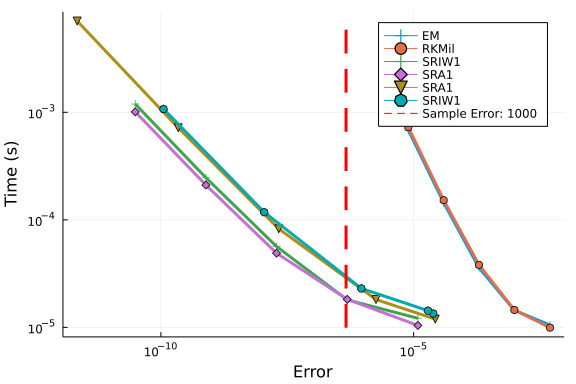 EM
RKMil
SRIW1
SRA1
SRA1
SRIW1
Sample Error: 1000
Time (s)
10⁻³
10⁻⁴
10⁻⁵
10⁻¹⁰
10⁻⁵
Error